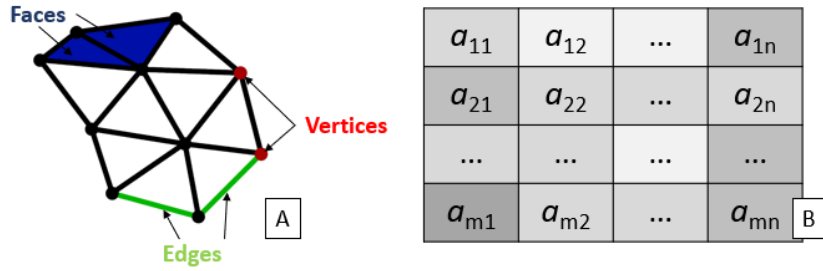 Faces
Vertices
Edges
A
a11 a12 ... a1n
a21 a22 ... a2n
... ... ... ...
am1 am2 ... amn
B